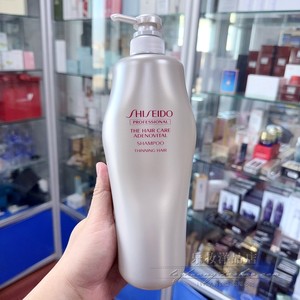 SHISEIDO
PROFESSIONAL
THE HAIR CARE
ADENOVITAL
SHAMPOO
THINNING HAIR